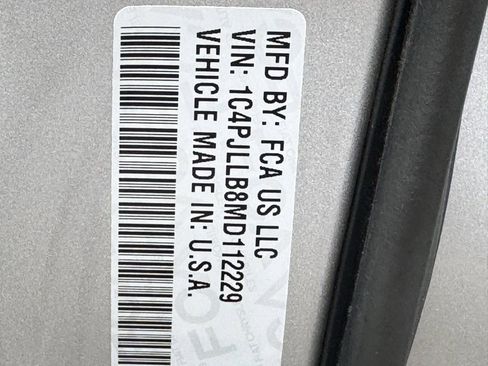 MFD BY: FCA US LLC
VIN: 1C4PJLLB8MD112229
VEHICLE MADE IN: U.S.A.